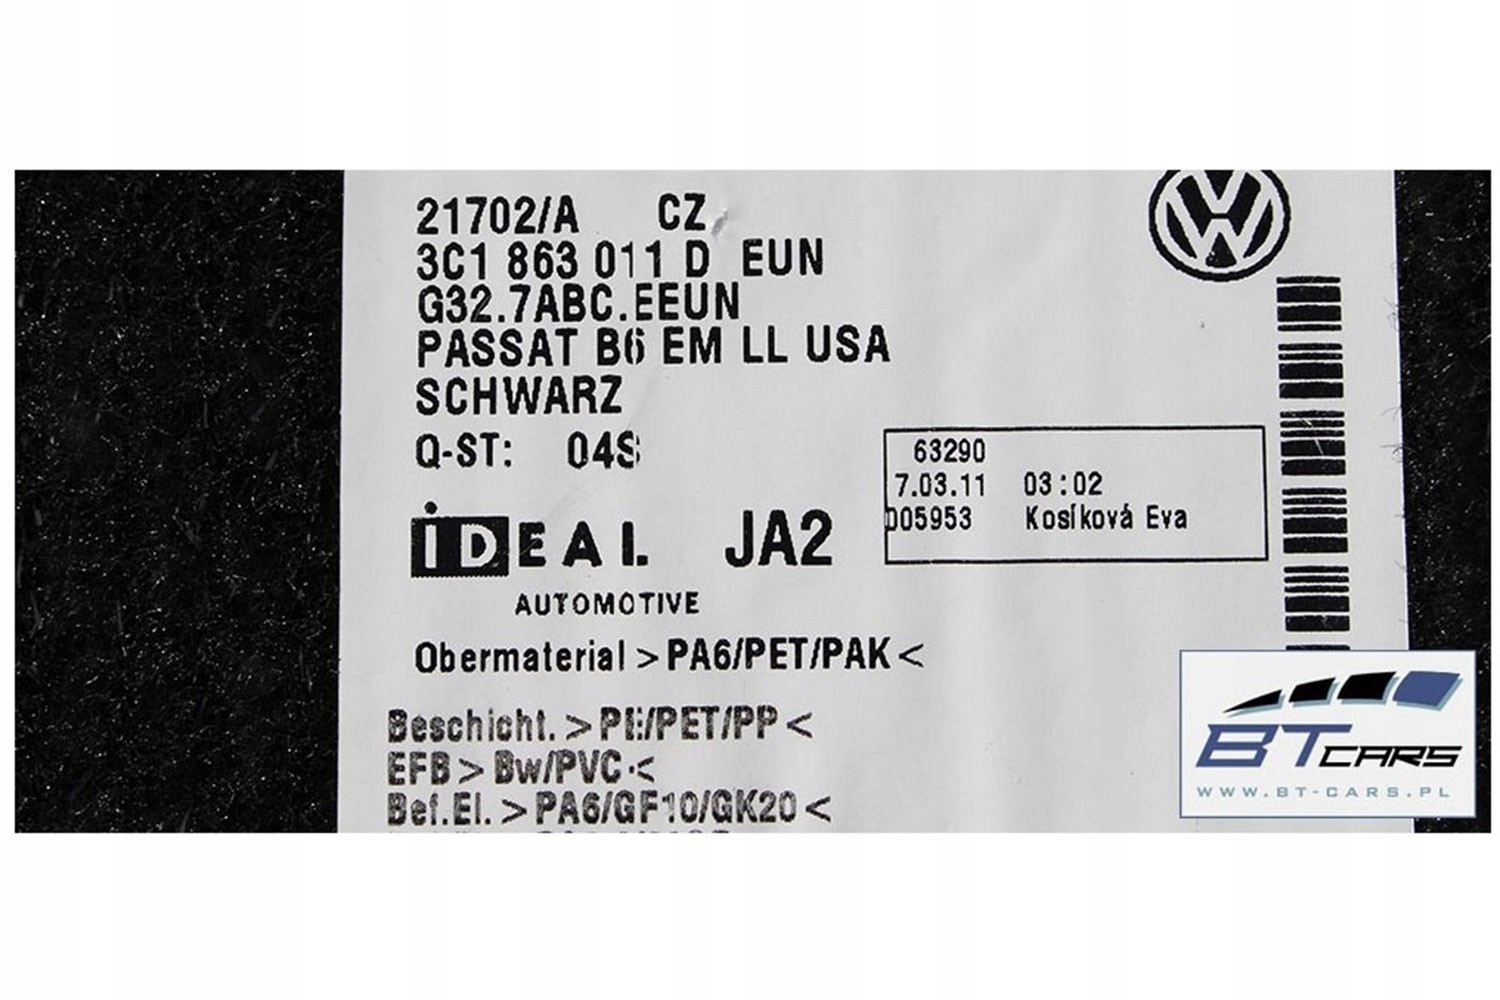 21702/A CZ
3C1 863 011 D EUN
G32.7ABC.EEUN
PASSAT B6 EM LL USA
SCHWARZ
Q-ST: 04S
63290
7.03.11 03:02
D05953 Kosíková Eva
iDEAL JA2
AUTOMOTIVE
Obermaterial >PA6/PET/PAK<
Beschicht. >PE/PET/PP<
EFB > Bw/PVC <
Bef.El. >PA6/GF10/GK20<
BT CARS
WWW.BT-CARS.PL